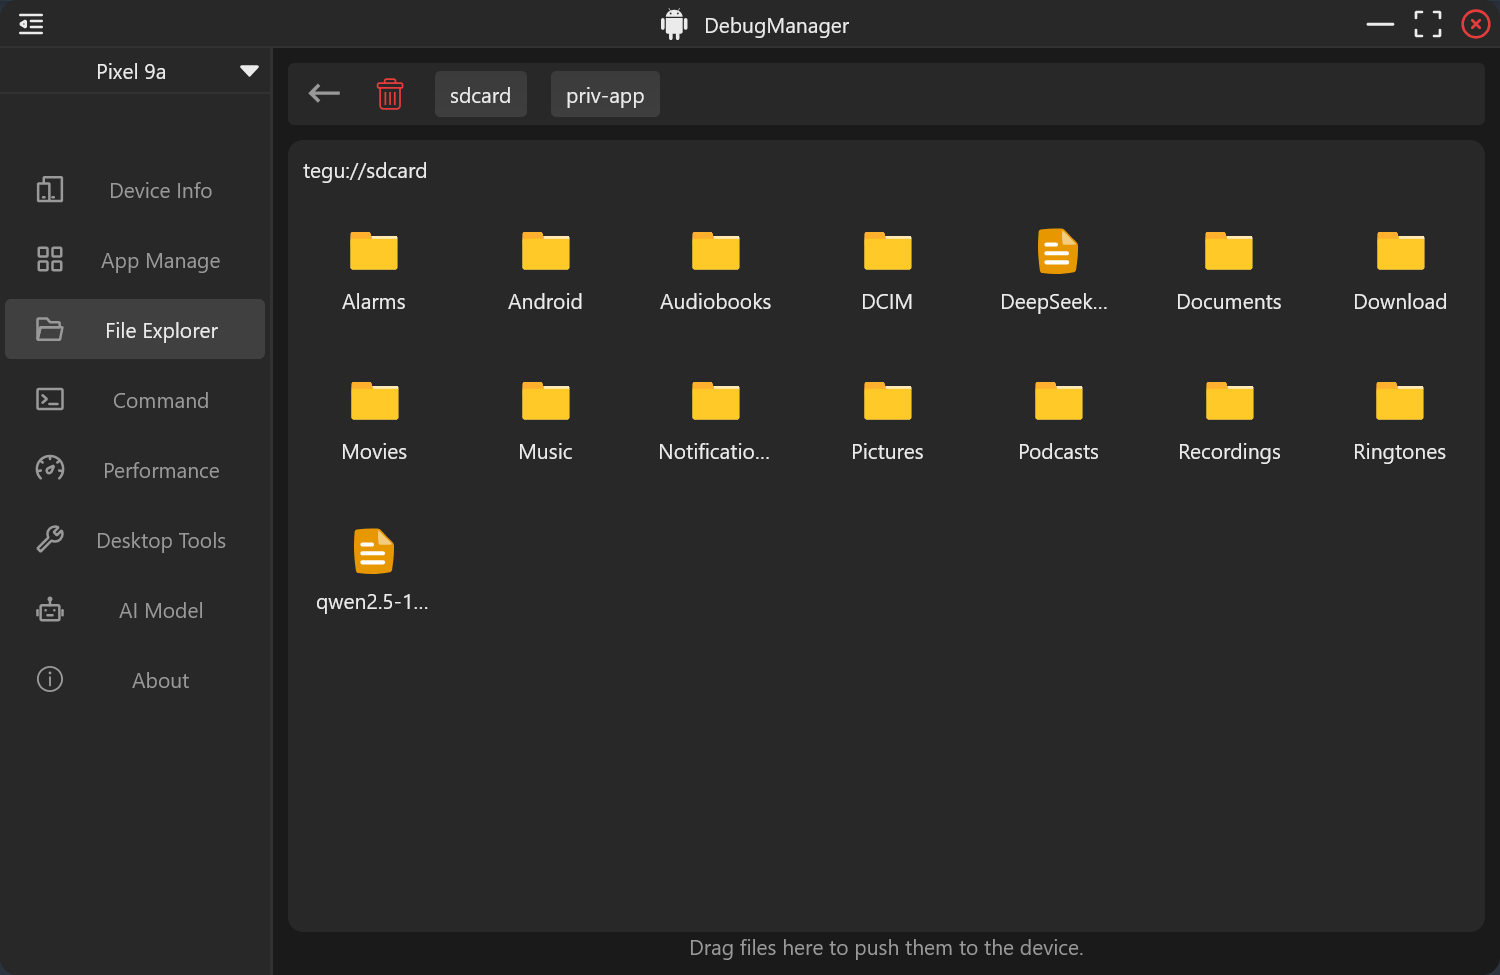 DebugManager
Pixel 9a
sdcard
priv-app
tegu://sdcard
Device Info
App Manage
File Explorer
Command
Performance
Desktop Tools
AI Model
About
Alarms
Android
Audiobooks
DCIM
DeepSeek...
Documents
Download
Movies
Music
Notificatio...
Pictures
Podcasts
Recordings
Ringtones
qwen2.5-1...
Drag files here to push them to the device.